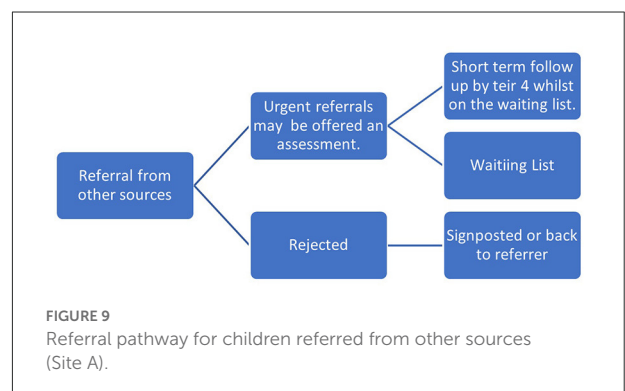 Referral from
other sources
Urgent referrals
may be offered an
assessment.
Short term follow
up by teir 4 whilst
on the waiting list.
Waitiing List
Rejected
Signposted or back
to referrer
FIGURE 9
Referral pathway for children referred from other sources
(Site A).